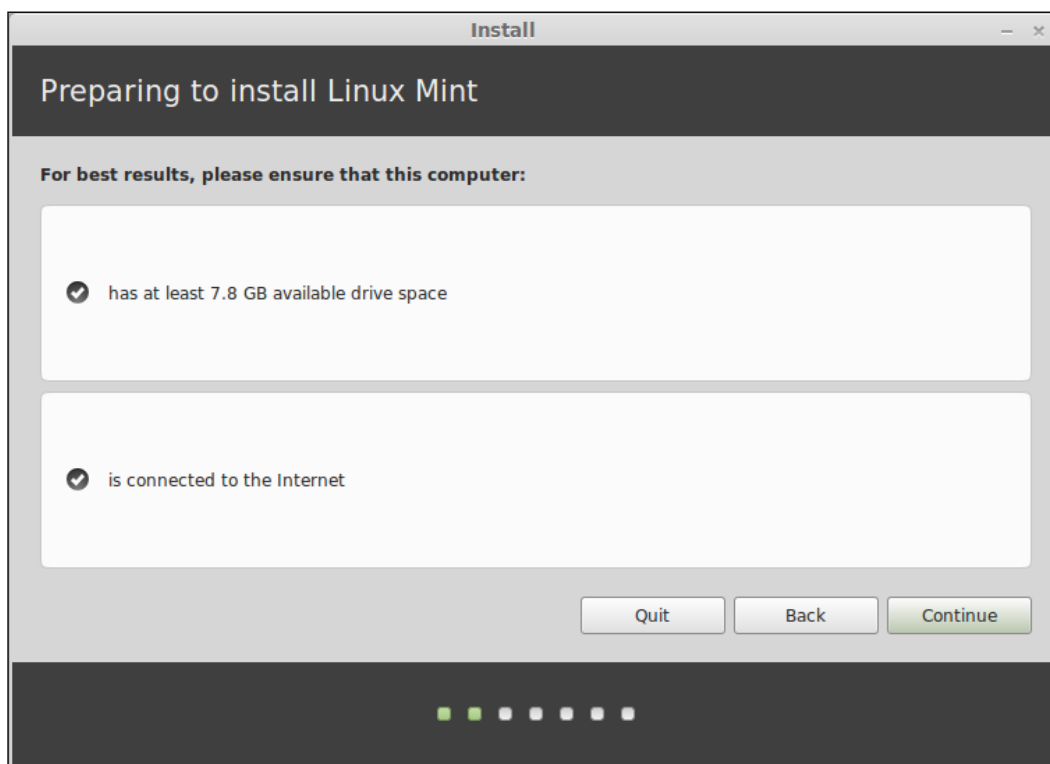 Install
Preparing to install Linux Mint
For best results, please ensure that this computer:
has at least 7.8 GB available drive space
is connected to the Internet
Quit Back Continue